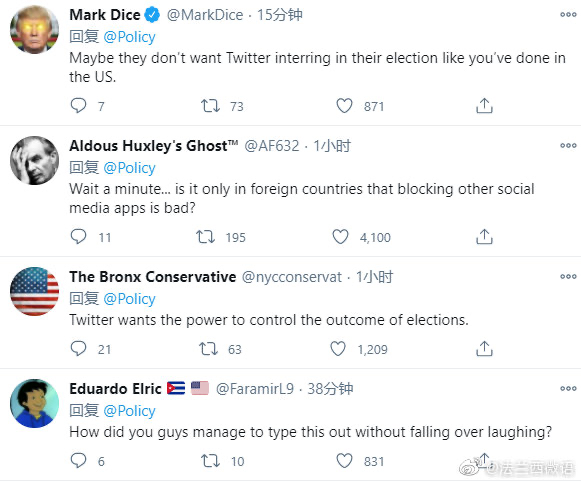 Mark Dice @MarkDice · 15分钟
回复 @Policy
Maybe they don't want Twitter interring in their election like you've done in
the US.
7 73 871
Aldous Huxley's Ghost™ @AF632 · 1小时
回复 @Policy
Wait a minute... is it only in foreign countries that blocking other social
media apps is bad?
11 195 4,100
The Bronx Conservative @nycconservat · 1小时
回复 @Policy
Twitter wants the power to control the outcome of elections.
21 63 1,209
Eduardo Elric 🇨🇺 🇺🇸 @FaramirL9 · 38分钟
回复 @Policy
How did you guys manage to type this out without falling over laughing?
6 10 831
@法兰西微语